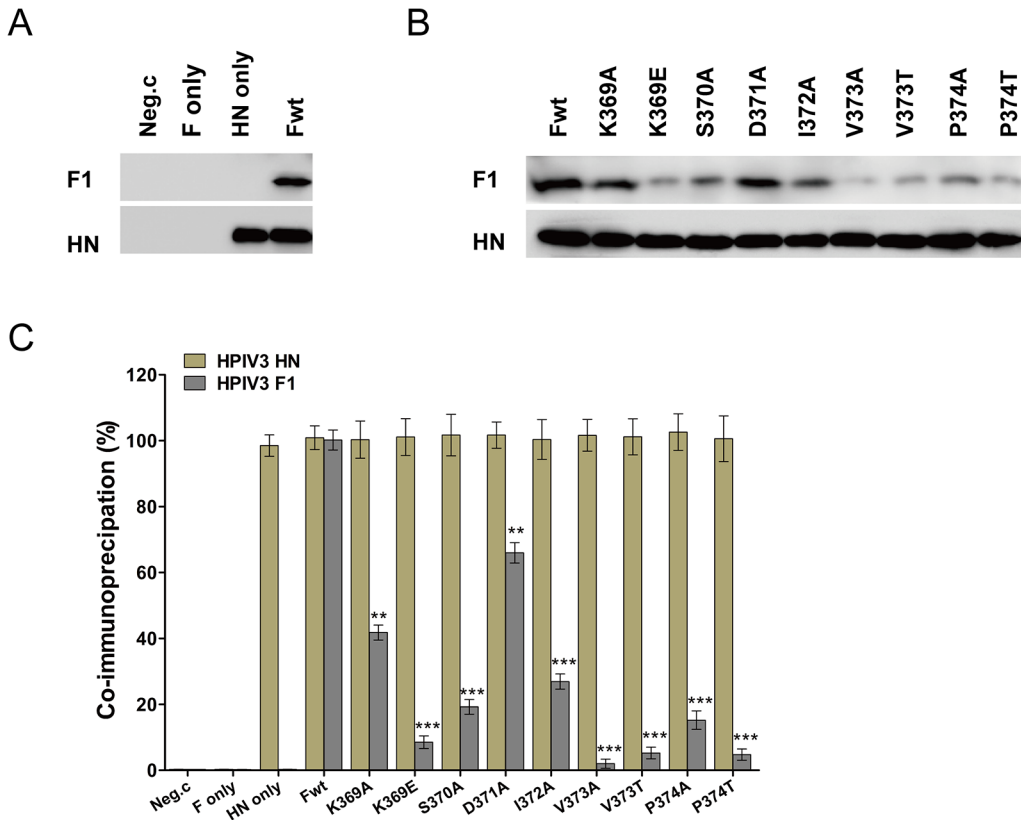 A
B
Neg.c
F only
HN only
Fwt
F1
HN
Fwt
K369A
K369E
S370A
D371A
I372A
V373A
V373T
P374A
P374T
F1
HN
C
HPIV3 HN
HPIV3 F1
Co-immunoprecipation (%)
120
100
80
60
40
20
0
**
***
***
**
***
***
***
***
***
Neg.c
F only
HN only
Fwt
K369A
K369E
S370A
D371A
I372A
V373A
V373T
P374A
P374T